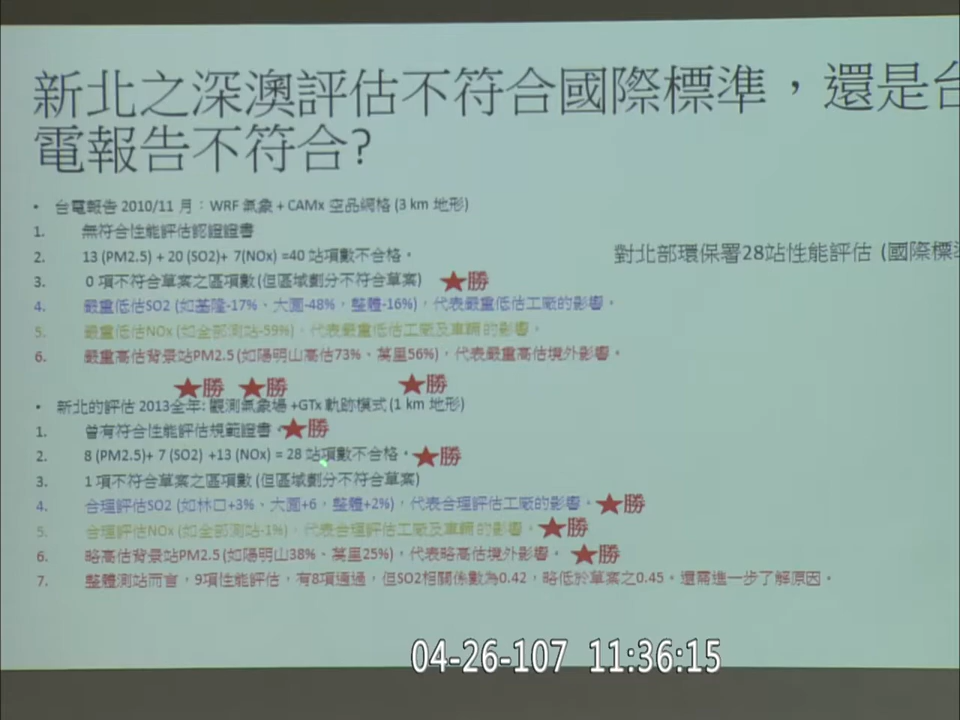 新北之深澳評估不符合國際標準，還是台
電報告不符合?
• 台電報告 2010/11 月：WRF 氣象 + CAMx 空品網格 (3 km 地形)
1. 無符合性能評估認證證書
2. 13 (PM2.5) + 20 (SO2)+ 7(NOx) =40 站項數不合格。
對北部環保署28站性能評估 (國際標準
3. 0 項不符合草案之區項數 (但區域劃分不符合草案) ★勝
4. 嚴重低估SO2 (如基隆-17%、大園-48%，整體-16%)，代表嚴重低估工廠的影響。
5. 嚴重低估NOx (如全部測站-59%)，代表嚴重低估工廠及車輛的影響。
6. 嚴重高估背景站PM2.5 (如陽明山高估73%、萬里56%)，代表嚴重高估境外影響。
★勝 ★勝 ★勝
• 新北的評估 2013全年: 觀測氣象場 +GTx 軌跡模式 (1 km 地形)
1. 曾有符合性能評估規範證書。★勝
2. 8 (PM2.5)+ 7 (SO2) +13 (NOx) = 28 站項數不合格。★勝
3. 1 項不符合草案之區項數 (但區域劃分不符合草案)
4. 合理評估SO2 (如林口+3%、大園+6，整體+2%)，代表合理評估工廠的影響。★勝
5. 合理評估NOx (如全部測站-1%)，代表合理評估工廠及車輛的影響。★勝
6. 略高估背景站PM2.5 (如陽明山38%、萬里25%)，代表略高估境外影響。★勝
7. 整體測站而言，9項性能評估，有8項通過，但SO2相關係數為0.42，略低於草案之0.45。還需進一步了解原因。
04-26-107 11:36:15